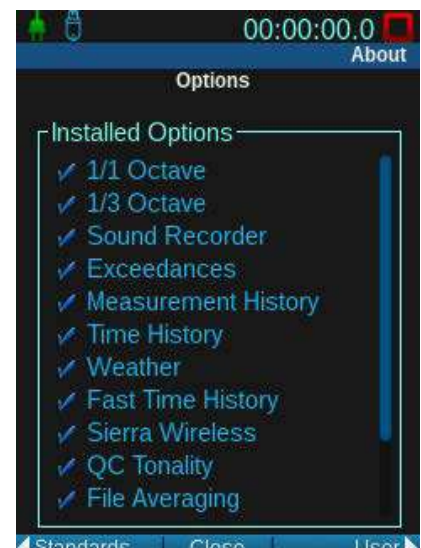 00:00:00.0
About
Options
Installed Options
1/1 Octave
1/3 Octave
Sound Recorder
Exceedances
Measurement History
Time History
Weather
Fast Time History
Sierra Wireless
QC Tonality
File Averaging
Standards Close User